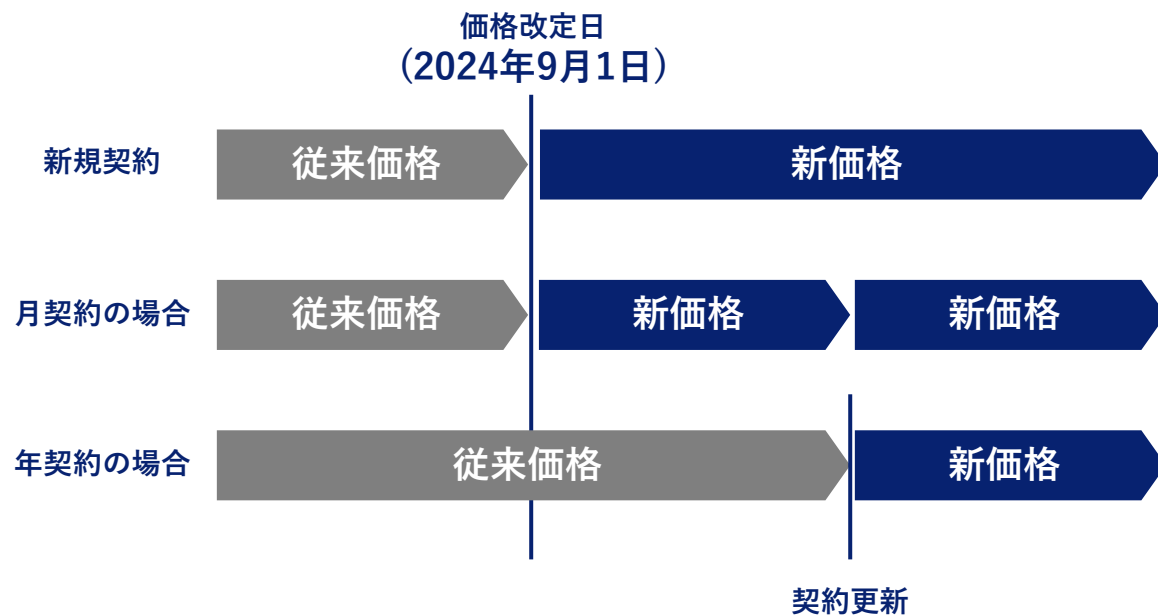 価格改定日
(2024年9月1日)
新規契約
従来価格
新価格
月契約の場合
従来価格
新価格
新価格
年契約の場合
従来価格
新価格
契約更新